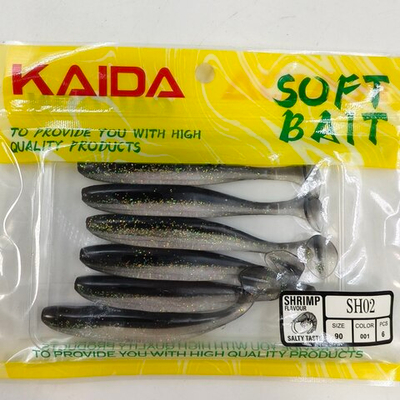 KAIDA
SOFT
BAIT
TO PROVIDE YOU WITH HIGH
QUALITY PRODUCTS
SHRIMP
FLAVOUR
SALTY TASTE
SH02
SIZE
COLOR
PCS
90
001
6
TO PROVIDE YOU WITH HIGH QUALITY PRODUCTS